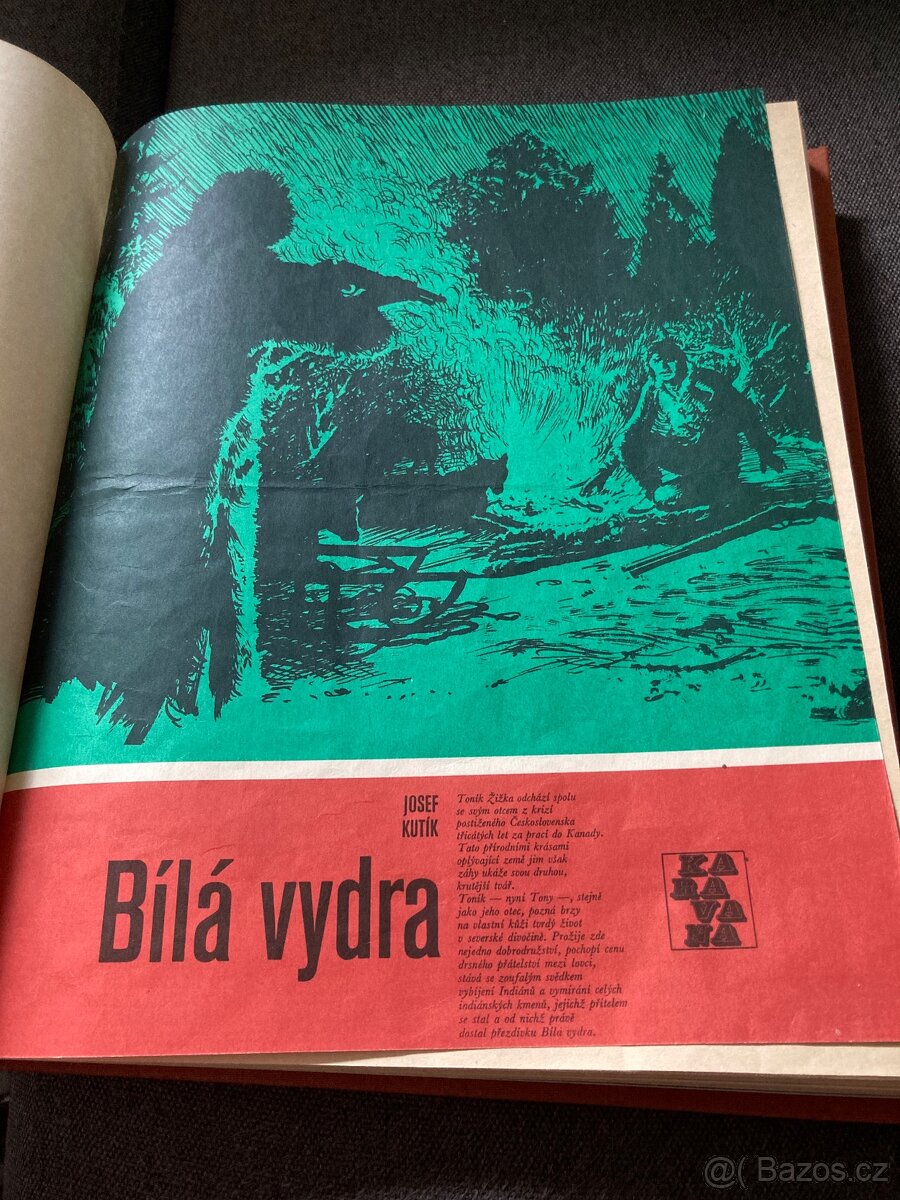 JOSEF
KUTÍK
Bílá vydra
Toník Žižka odchází spolu
se svým otcem z krizí
postiženého Československa
třicátých let za prací do Kanady.
Tato přírodními krásami
oplývající země jim však
záhy ukáže svou druhou,
krutější tvář.
Toník — nyní Tony —, stejně
jako jeho otec, pozná brzy
na vlastní kůži tvrdý život
v severské divočině. Prožije zde
nejedno dobrodružství, pochopí cenu
drsného přátelství mezi lovci,
stává se zoufalým svědkem
vybíjení Indiánů a vymírání celých
indiánských kmenů, jejichž přítelem
se stal a od nichž právě
dostal přezdívku Bílá vydra.
KA
RA
VA
NA
@( Bazos.cz